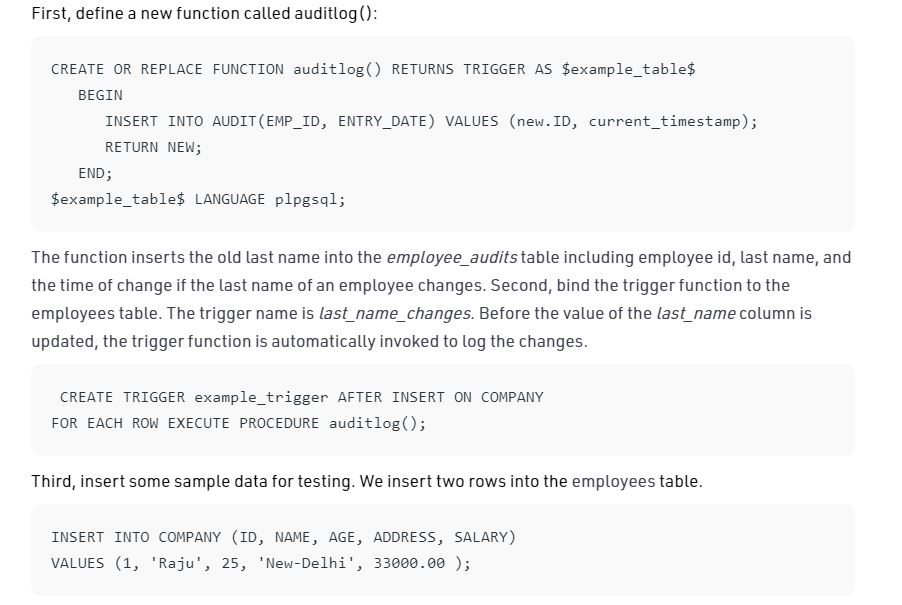 First, define a new function called auditlog():
CREATE OR REPLACE FUNCTION auditlog() RETURNS TRIGGER AS $example_table$
BEGIN
INSERT INTO AUDIT(EMP_ID, ENTRY_DATE) VALUES (new.ID, current_timestamp);
RETURN NEW;
END;
$example_table$ LANGUAGE plpgsql;
The function inserts the old last name into the employee_audits table including employee id, last name, and
the time of change if the last name of an employee changes. Second, bind the trigger function to the
employees table. The trigger name is last_name_changes. Before the value of the last_name column is
updated, the trigger function is automatically invoked to log the changes.
CREATE TRIGGER example_trigger AFTER INSERT ON COMPANY
FOR EACH ROW EXECUTE PROCEDURE auditlog();
Third, insert some sample data for testing. We insert two rows into the employees table.
INSERT INTO COMPANY (ID, NAME, AGE, ADDRESS, SALARY)
VALUES (1, 'Raju', 25, 'New-Delhi', 33000.00 );